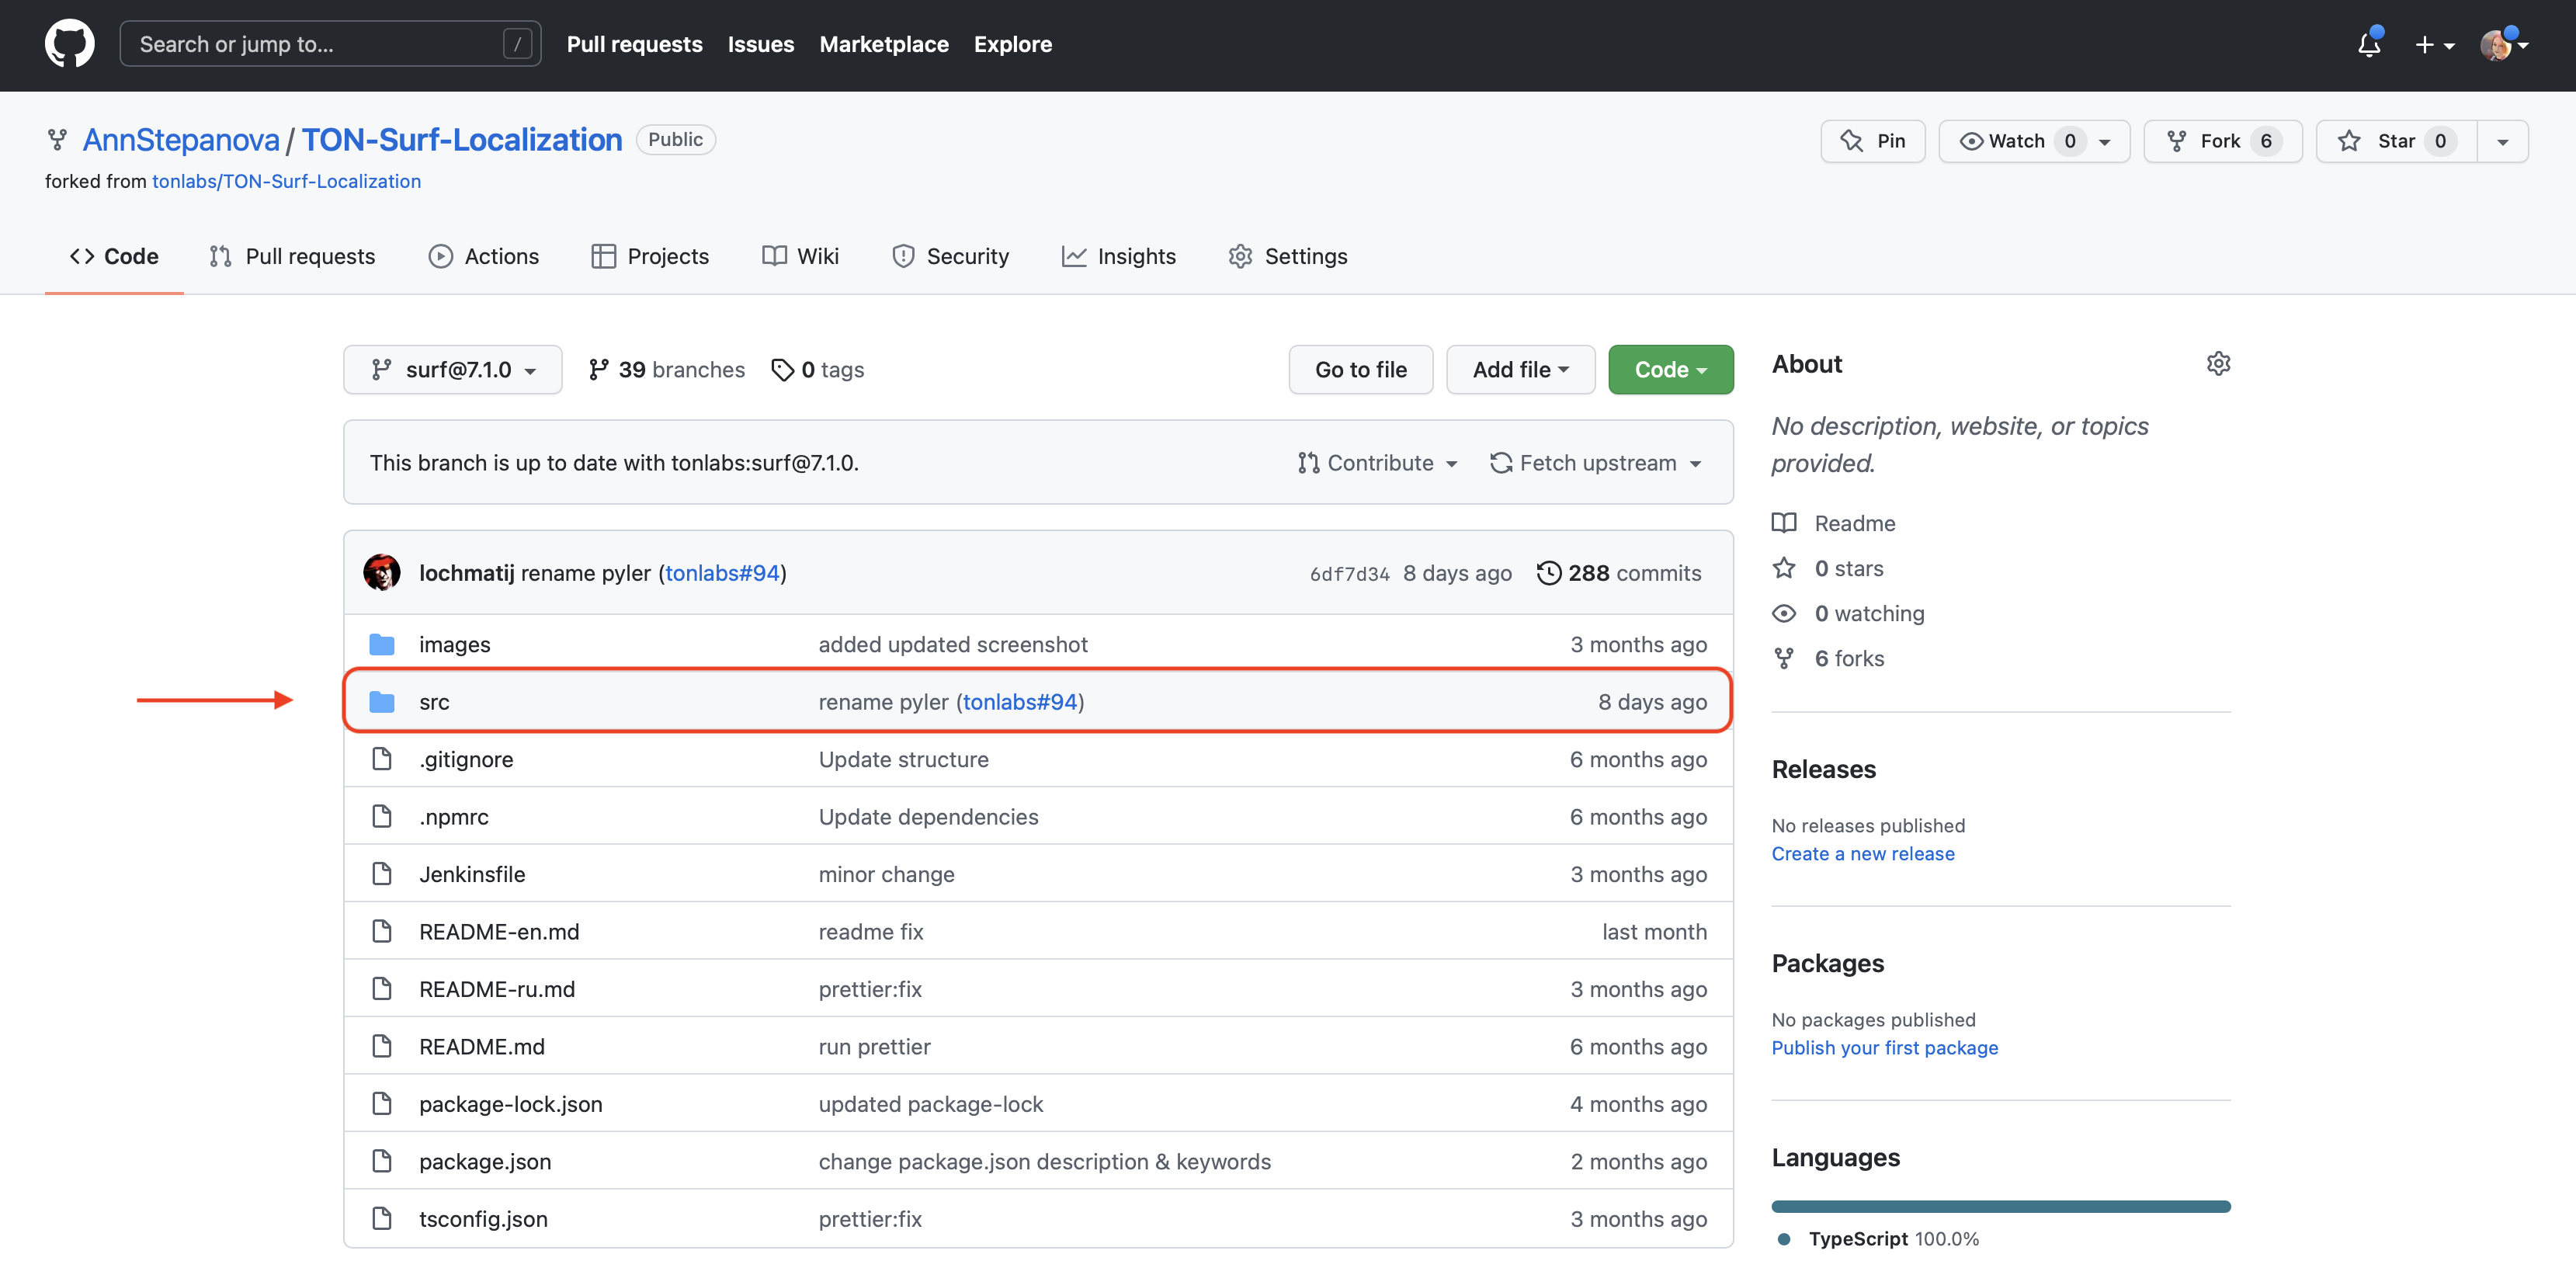 Search or jump to... /
Pull requests Issues Marketplace Explore
AnnStepanova / TON-Surf-Localization Public
forked from tonlabs/TON-Surf-Localization
Pin Watch 0 Fork 6 Star 0
Code Pull requests Actions Projects Wiki Security Insights Settings
surf@7.1.0 39 branches 0 tags Go to file Add file Code
This branch is up to date with tonlabs:surf@7.1.0. Contribute Fetch upstream
lochmatij rename pyler (tonlabs#94) 6df7d34 8 days ago 288 commits
images added updated screenshot 3 months ago
src rename pyler (tonlabs#94) 8 days ago
.gitignore Update structure 6 months ago
.npmrc Update dependencies 6 months ago
Jenkinsfile minor change 3 months ago
README-en.md readme fix last month
README-ru.md prettier:fix 3 months ago
README.md run prettier 6 months ago
package-lock.json updated package-lock 4 months ago
package.json change package.json description & keywords 2 months ago
tsconfig.json prettier:fix 3 months ago
About
No description, website, or topics
provided.
Readme
0 stars
0 watching
6 forks
Releases
No releases published
Create a new release
Packages
No packages published
Publish your first package
Languages
TypeScript 100.0%